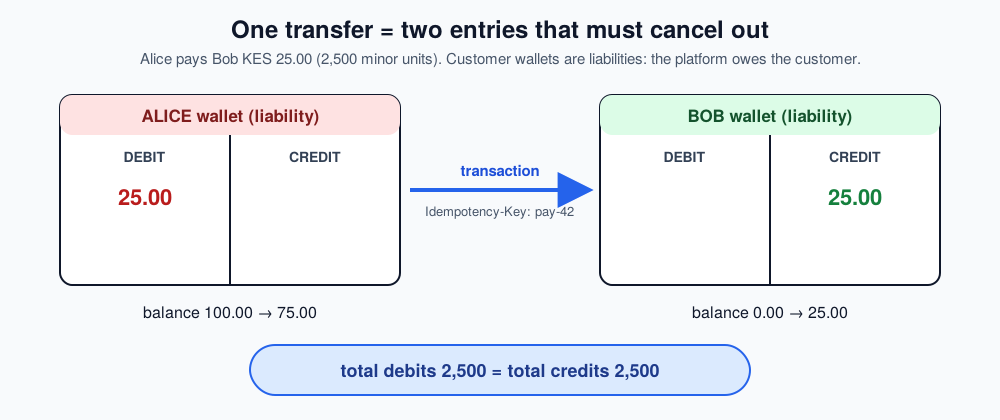 One transfer = two entries that must cancel out
Alice pays Bob KES 25.00 (2,500 minor units). Customer wallets are liabilities: the platform owes the customer.
ALICE wallet (liability)
DEBIT
CREDIT
25.00
balance 100.00 → 75.00
transaction
Idempotency-Key: pay-42
BOB wallet (liability)
DEBIT
CREDIT
25.00
balance 0.00 → 25.00
total debits 2,500 = total credits 2,500